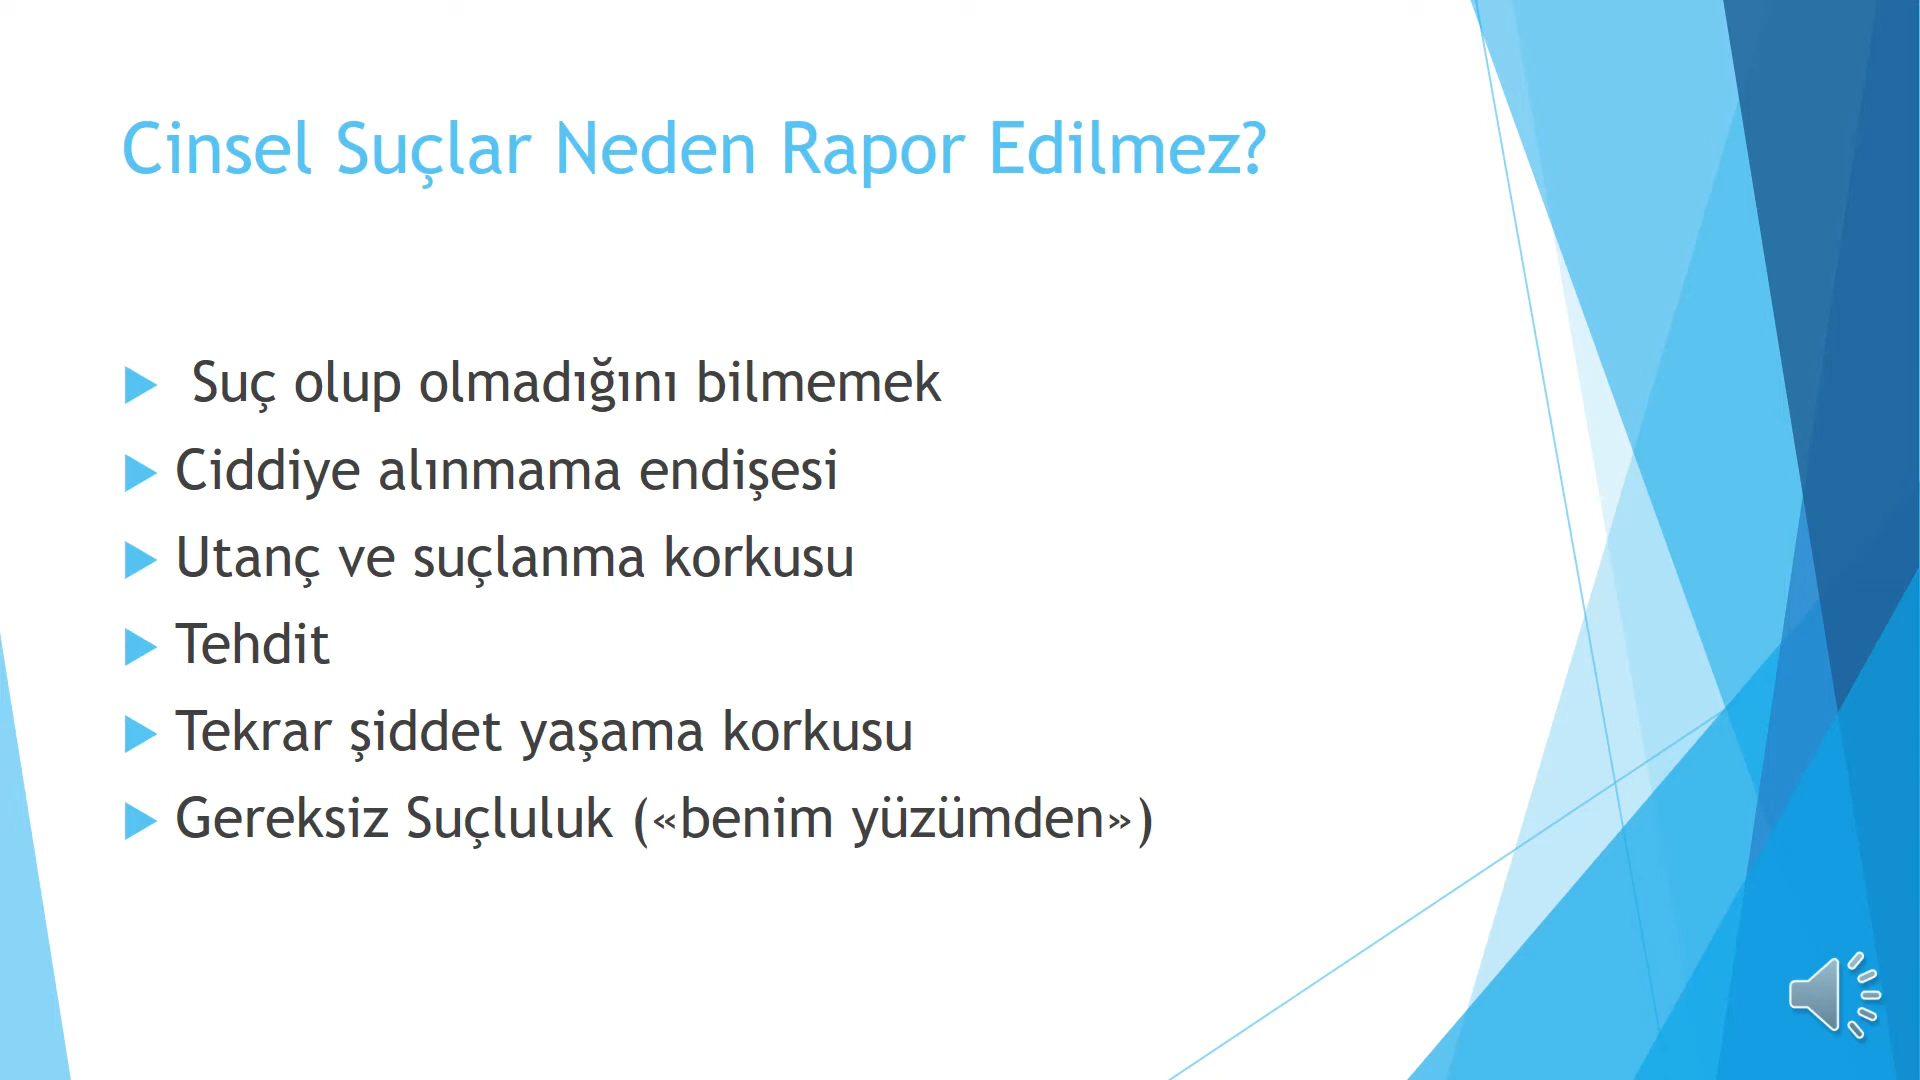 Cinsel Suçlar Neden Rapor Edilmez?
Suç olup olmadığını bilmemek
Ciddiye alınmama endişesi
Utanç ve suçlanma korkusu
Tehdit
Tekrar şiddet yaşama korkusu
Gereksiz Suçluluk («benim yüzümden»)